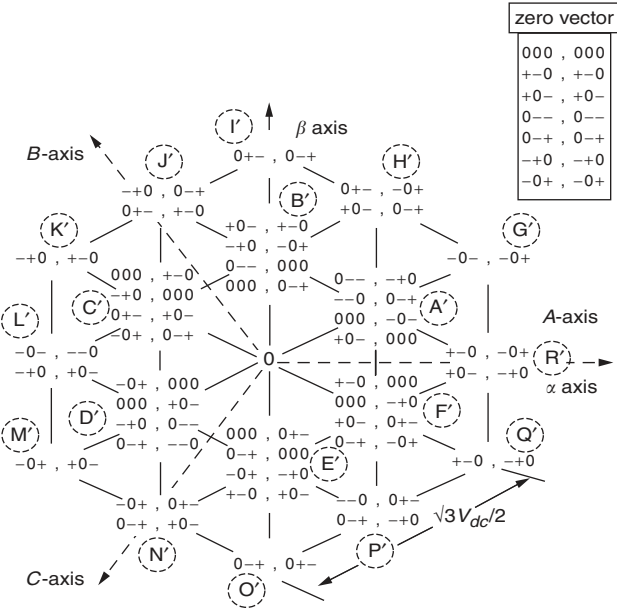 zero vector
000 , 000
+−0 , +−0
+0− , +0−
0−− , 0−−
0−+ , 0−+
−+0 , −+0
−0+ , −0+
I′
β axis
B-axis
J′
0+− , 0−+
H′
−+0 , 0−+
0+− , +−0
0+− , −0+
+0− , 0−+
B′
K′
G′
+0− , +−0
−+0 , −0+
0−− , 000
000 , 0−+
−+0 , +−0
−0− , −0+
000 , +−0
−+0 , 000
0+− , +0−
−0+ , 0+−
C′
0−− , −+0
−−0 , 0−+
000 , −0−
+0− , 000
A′
L′
A-axis
−0− , −−0
−+0 , +0−
0
+−0 , −0+
+0− , −+0
R′
α axis
−0+ , 000
000 , +0−
0−− , 00−
0−+ , −−0
D′
+−0 , 000
000 , −0+
+0− , 0−+
0−+ , −0+
F′
M′
Q′
−0+ , +0−
+−0 , −+0
000 , 0+−
0−+ , 000
−0+ , −+0
+−0 , +0−
E′
−0+ , 0+−
0−+ , +0−
−−0 , 0+−
0−+ , −+0
√3Vdc/2
N′
P′
C-axis
0−+ , 0+−
O′